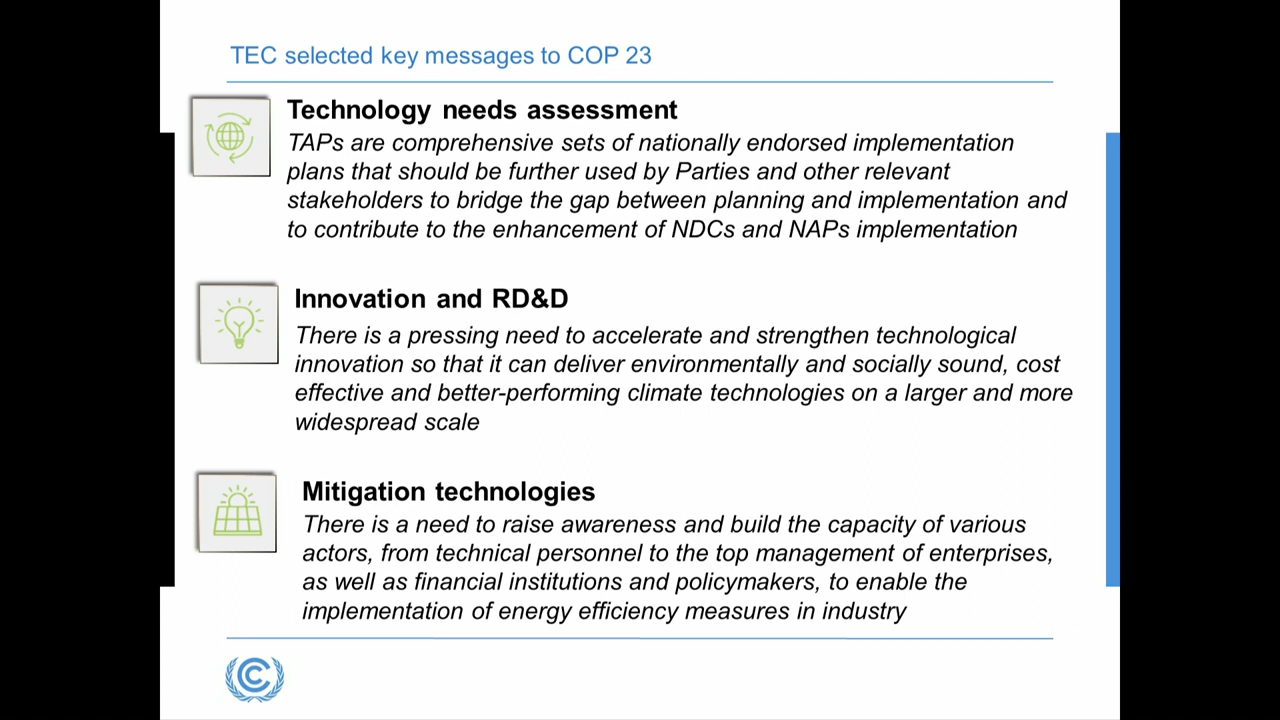 TEC selected key messages to COP 23
Technology needs assessment
TAPs are comprehensive sets of nationally endorsed implementation
plans that should be further used by Parties and other relevant
stakeholders to bridge the gap between planning and implementation and
to contribute to the enhancement of NDCs and NAPs implementation
Innovation and RD&D
There is a pressing need to accelerate and strengthen technological
innovation so that it can deliver environmentally and socially sound, cost
effective and better-performing climate technologies on a larger and more
widespread scale
Mitigation technologies
There is a need to raise awareness and build the capacity of various
actors, from technical personnel to the top management of enterprises,
as well as financial institutions and policymakers, to enable the
implementation of energy efficiency measures in industry